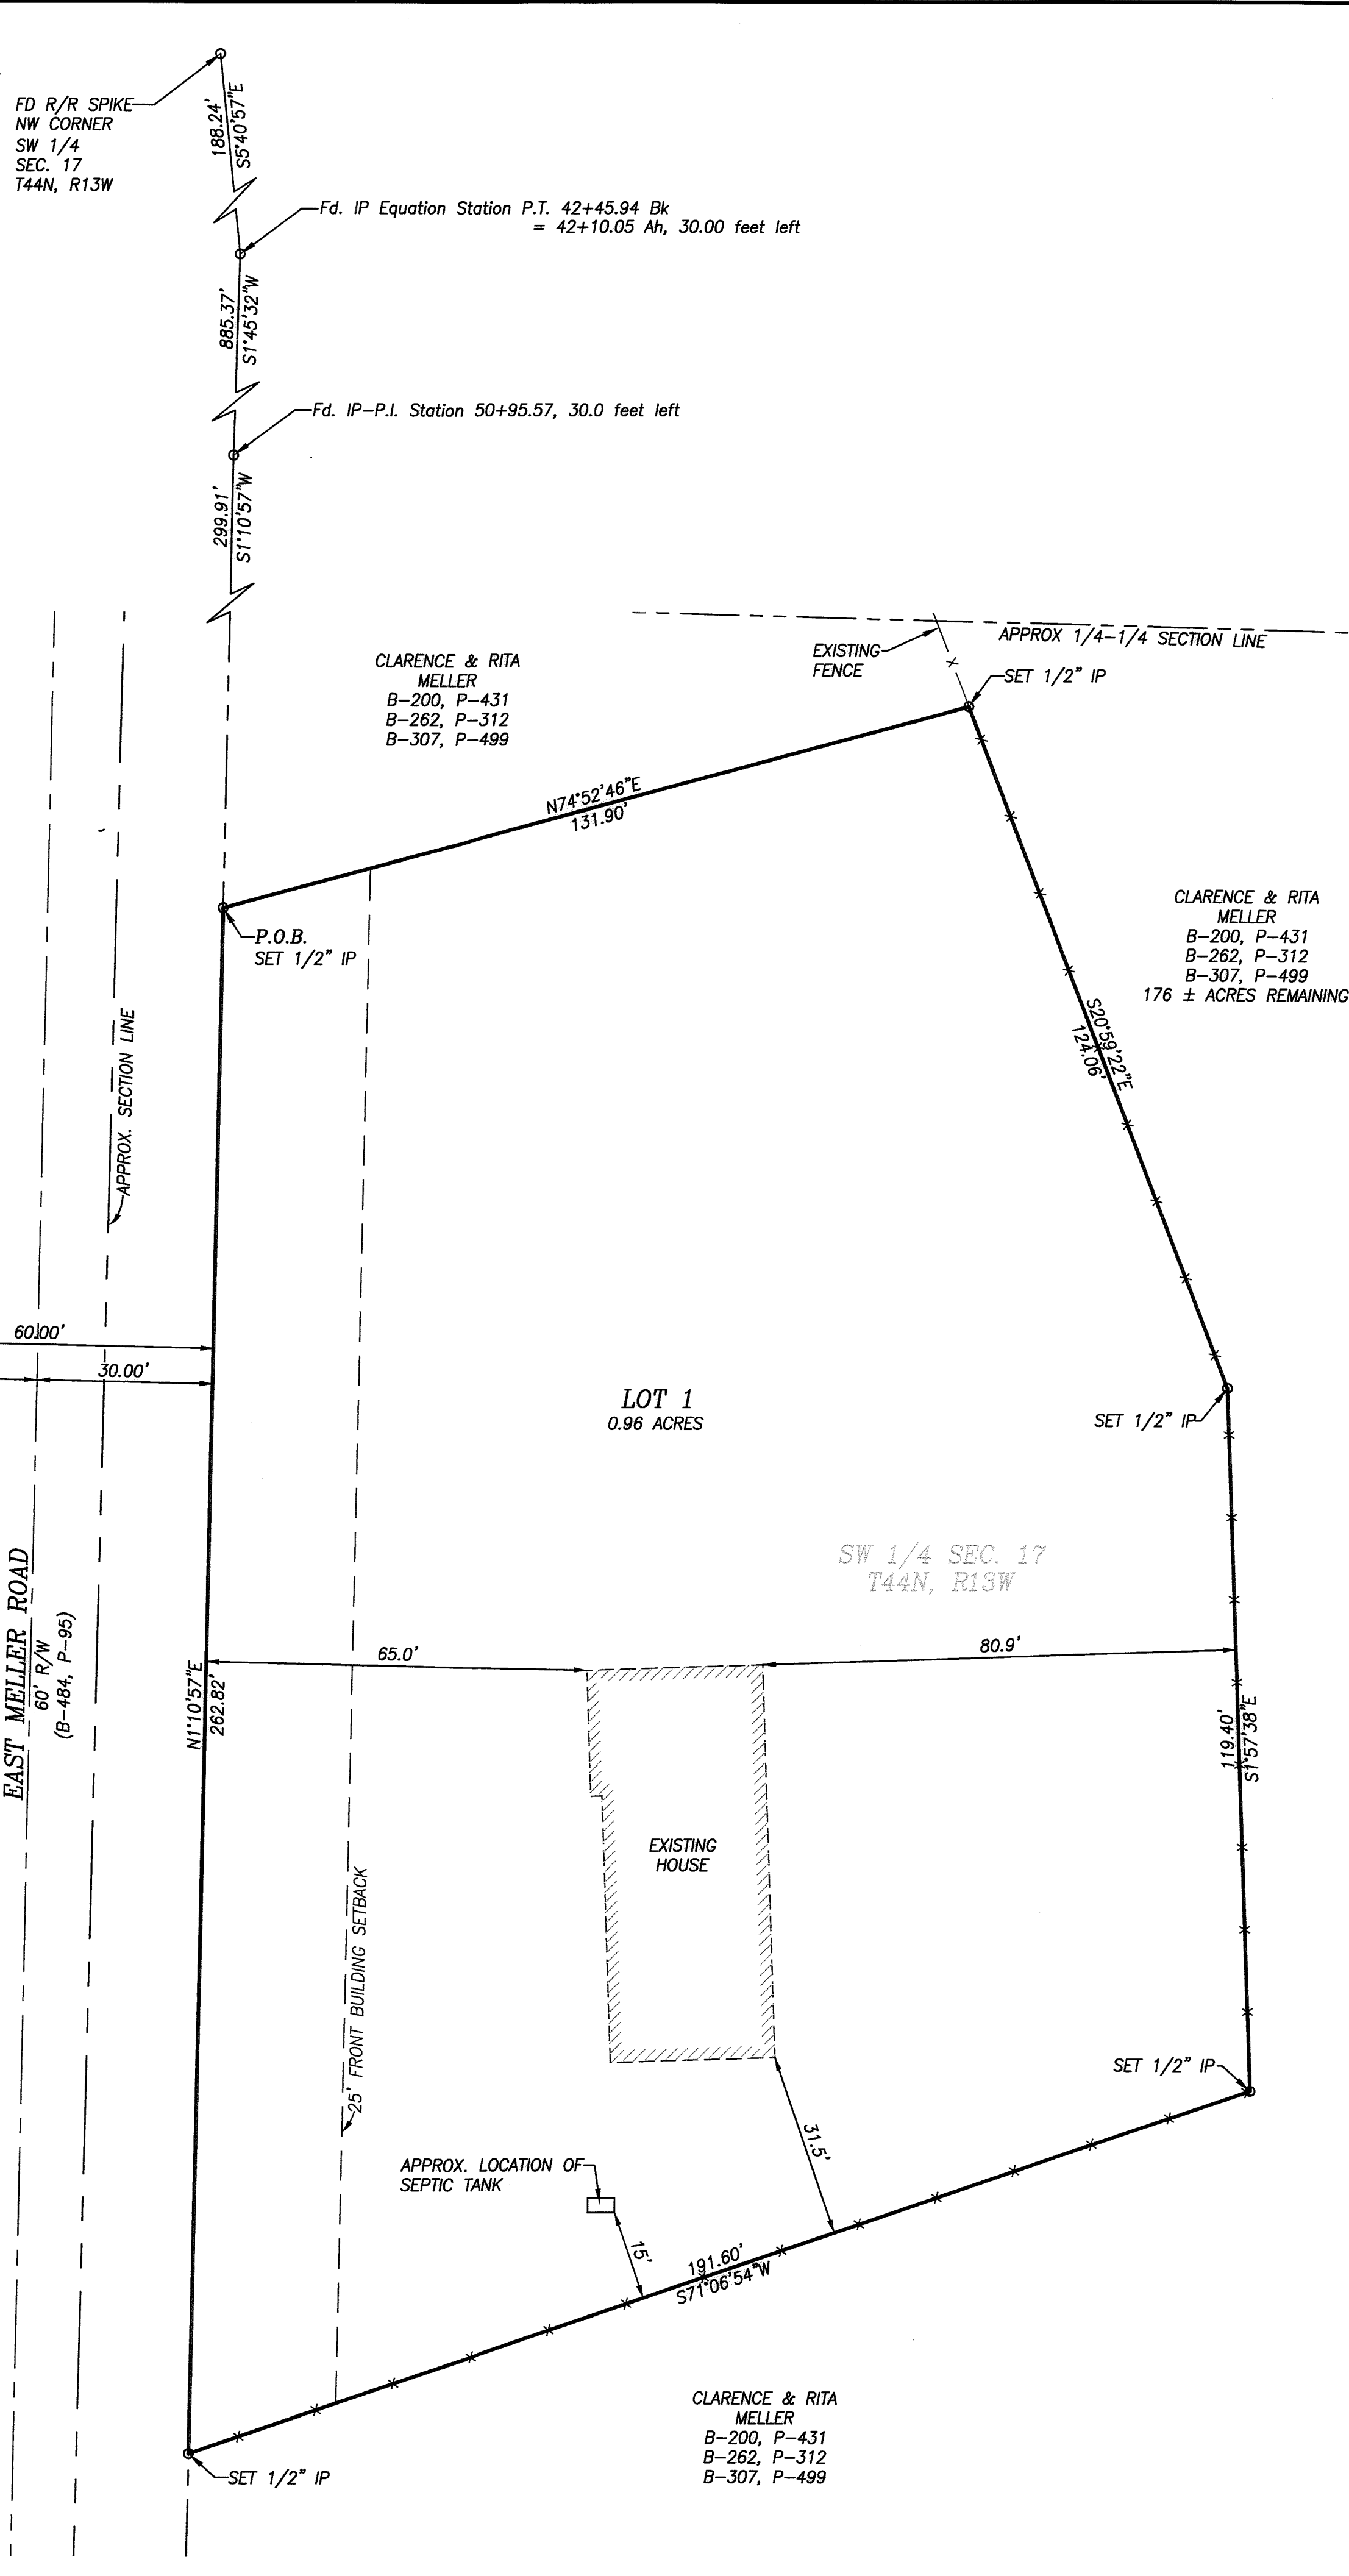 FD R/R SPIKE
NW CORNER
SW 1/4
SEC. 17
T44N, R13W
188.24'
S5°40'57"E
Fd. IP Equation Station P.T. 42+45.94 Bk
= 42+10.05 Ah, 30.00 feet left
885.37'
S1°45'32"W
Fd. IP-P.I. Station 50+95.57, 30.0 feet left
299.91'
S1°10'57"W
APPROX 1/4-1/4 SECTION LINE
EXISTING
FENCE
X
SET 1/2" IP
CLARENCE & RITA
MELLER
B-200, P-431
B-262, P-312
B-307, P-499
N74°52'46"E
131.90'
P.O.B.
SET 1/2" IP
CLARENCE & RITA
MELLER
B-200, P-431
B-262, P-312
B-307, P-499
176 ± ACRES REMAINING
S20°59'22"E
124.06'
APPROX. SECTION LINE
60.00'
30.00'
LOT 1
0.96 ACRES
SET 1/2" IP
SW 1/4 SEC. 17
T44N, R13W
EAST MELLER ROAD
60' R/W
(B-484, P-95)
N1°10'57"E
262.82'
65.0'
80.9'
119.40'
S1°57'38"E
EXISTING
HOUSE
25' FRONT BUILDING SETBACK
SET 1/2" IP
31.5'
APPROX. LOCATION OF
SEPTIC TANK
15'
191.60'
S71°06'54"W
CLARENCE & RITA
MELLER
B-200, P-431
B-262, P-312
B-307, P-499
SET 1/2" IP